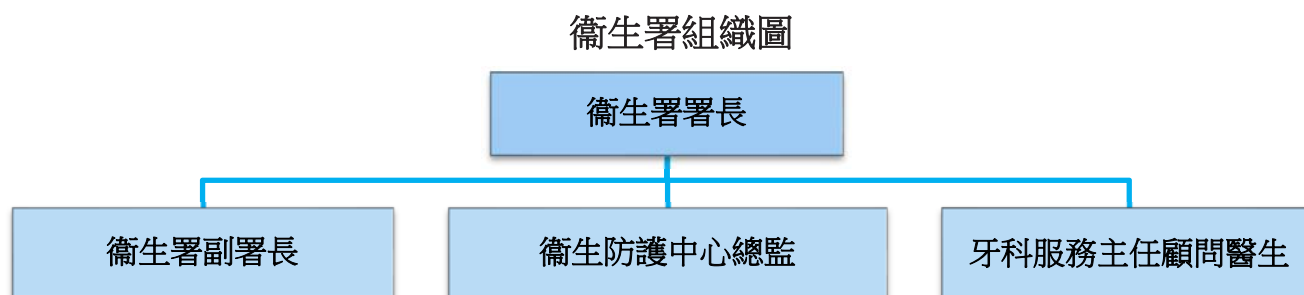 衞生署組織圖
衞生署署長
衞生署副署長
衞生防護中心總監
牙科服務主任顧問醫生